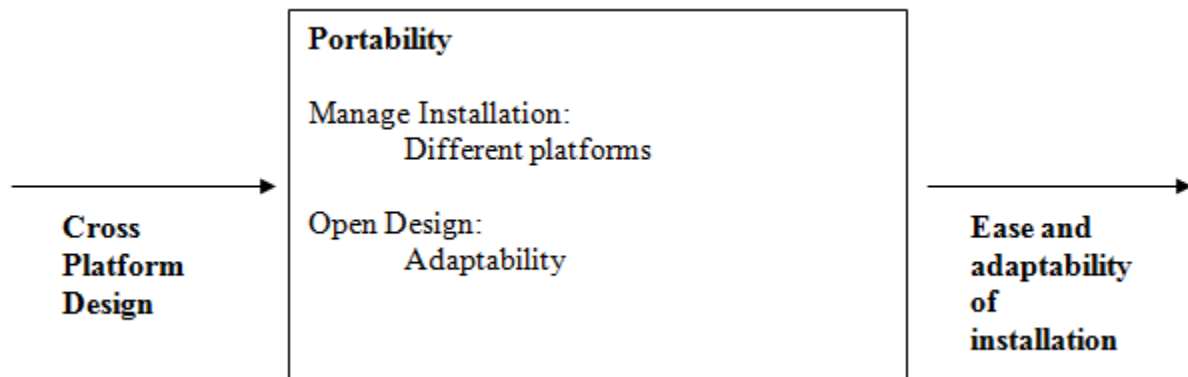 Portability
Manage Installation:
Different platforms
Open Design:
Adaptability
Cross
Platform
Design
Ease and
adaptability
of
installation